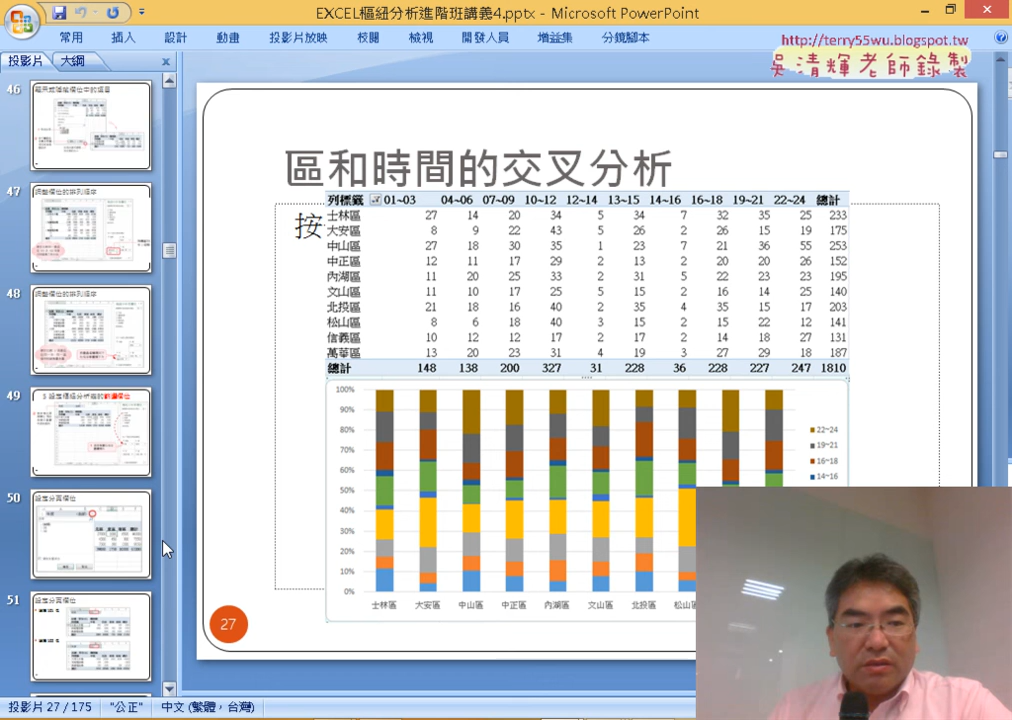 EXCEL樞紐分析進階班講義4.pptx - Microsoft PowerPoint
常用 插入 設計 動畫 投影片放映 校閱 檢視 開發人員 增益集 分鏡腳本
http://terry55wu.blogspot.tw
吳清輝老師錄製
投影片 大綱
46
47
48
49
50
51
區和時間的交叉分析
按
列標籤 01~03 04~06 07~09 10~12 12~14 13~15 14~16 16~18 19~21 22~24 總計
士林區 27 14 20 34 5 34 7 32 35 25 233
大安區 8 9 22 43 5 26 2 26 15 19 175
中山區 27 18 30 35 1 23 7 21 36 55 253
中正區 12 11 17 29 2 13 2 20 20 26 152
內湖區 11 20 25 33 2 31 5 22 23 23 195
文山區 11 10 17 25 5 15 2 16 14 25 140
北投區 21 18 16 40 2 35 4 35 15 17 203
松山區 8 6 18 40 3 15 2 15 22 12 141
信義區 10 12 12 17 2 17 2 14 18 27 131
萬華區 13 20 23 31 4 19 3 27 29 18 187
總計 148 138 200 327 31 228 36 228 227 247 1810
100%
90%
80%
70%
60%
50%
40%
30%
20%
10%
0%
22~24
19~21
16~18
14~16
士林區 大安區 中山區 中正區 內湖區 文山區 北投區 松山
27
投影片 27 / 175 "公正" 中文 (繁體，台灣)